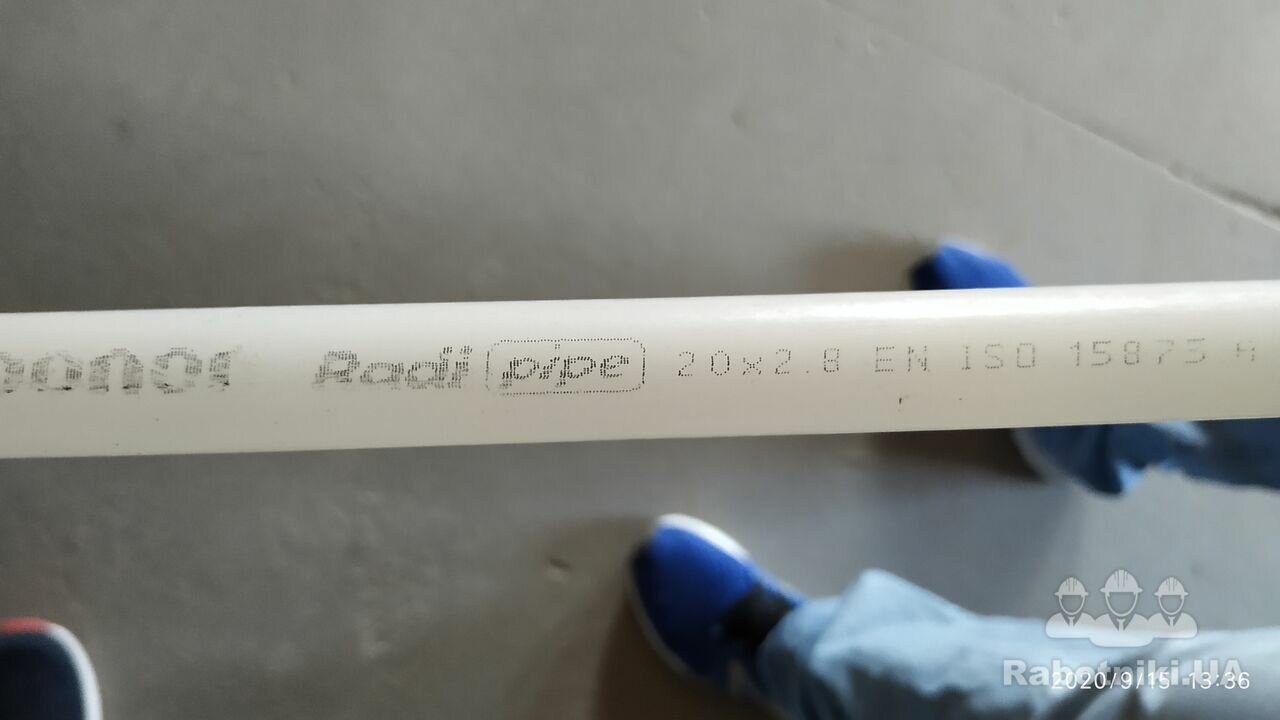 Radi pipe 20x2.8 EN ISO 15875 A
Rabotniki.UA
2020/9/15 13:36